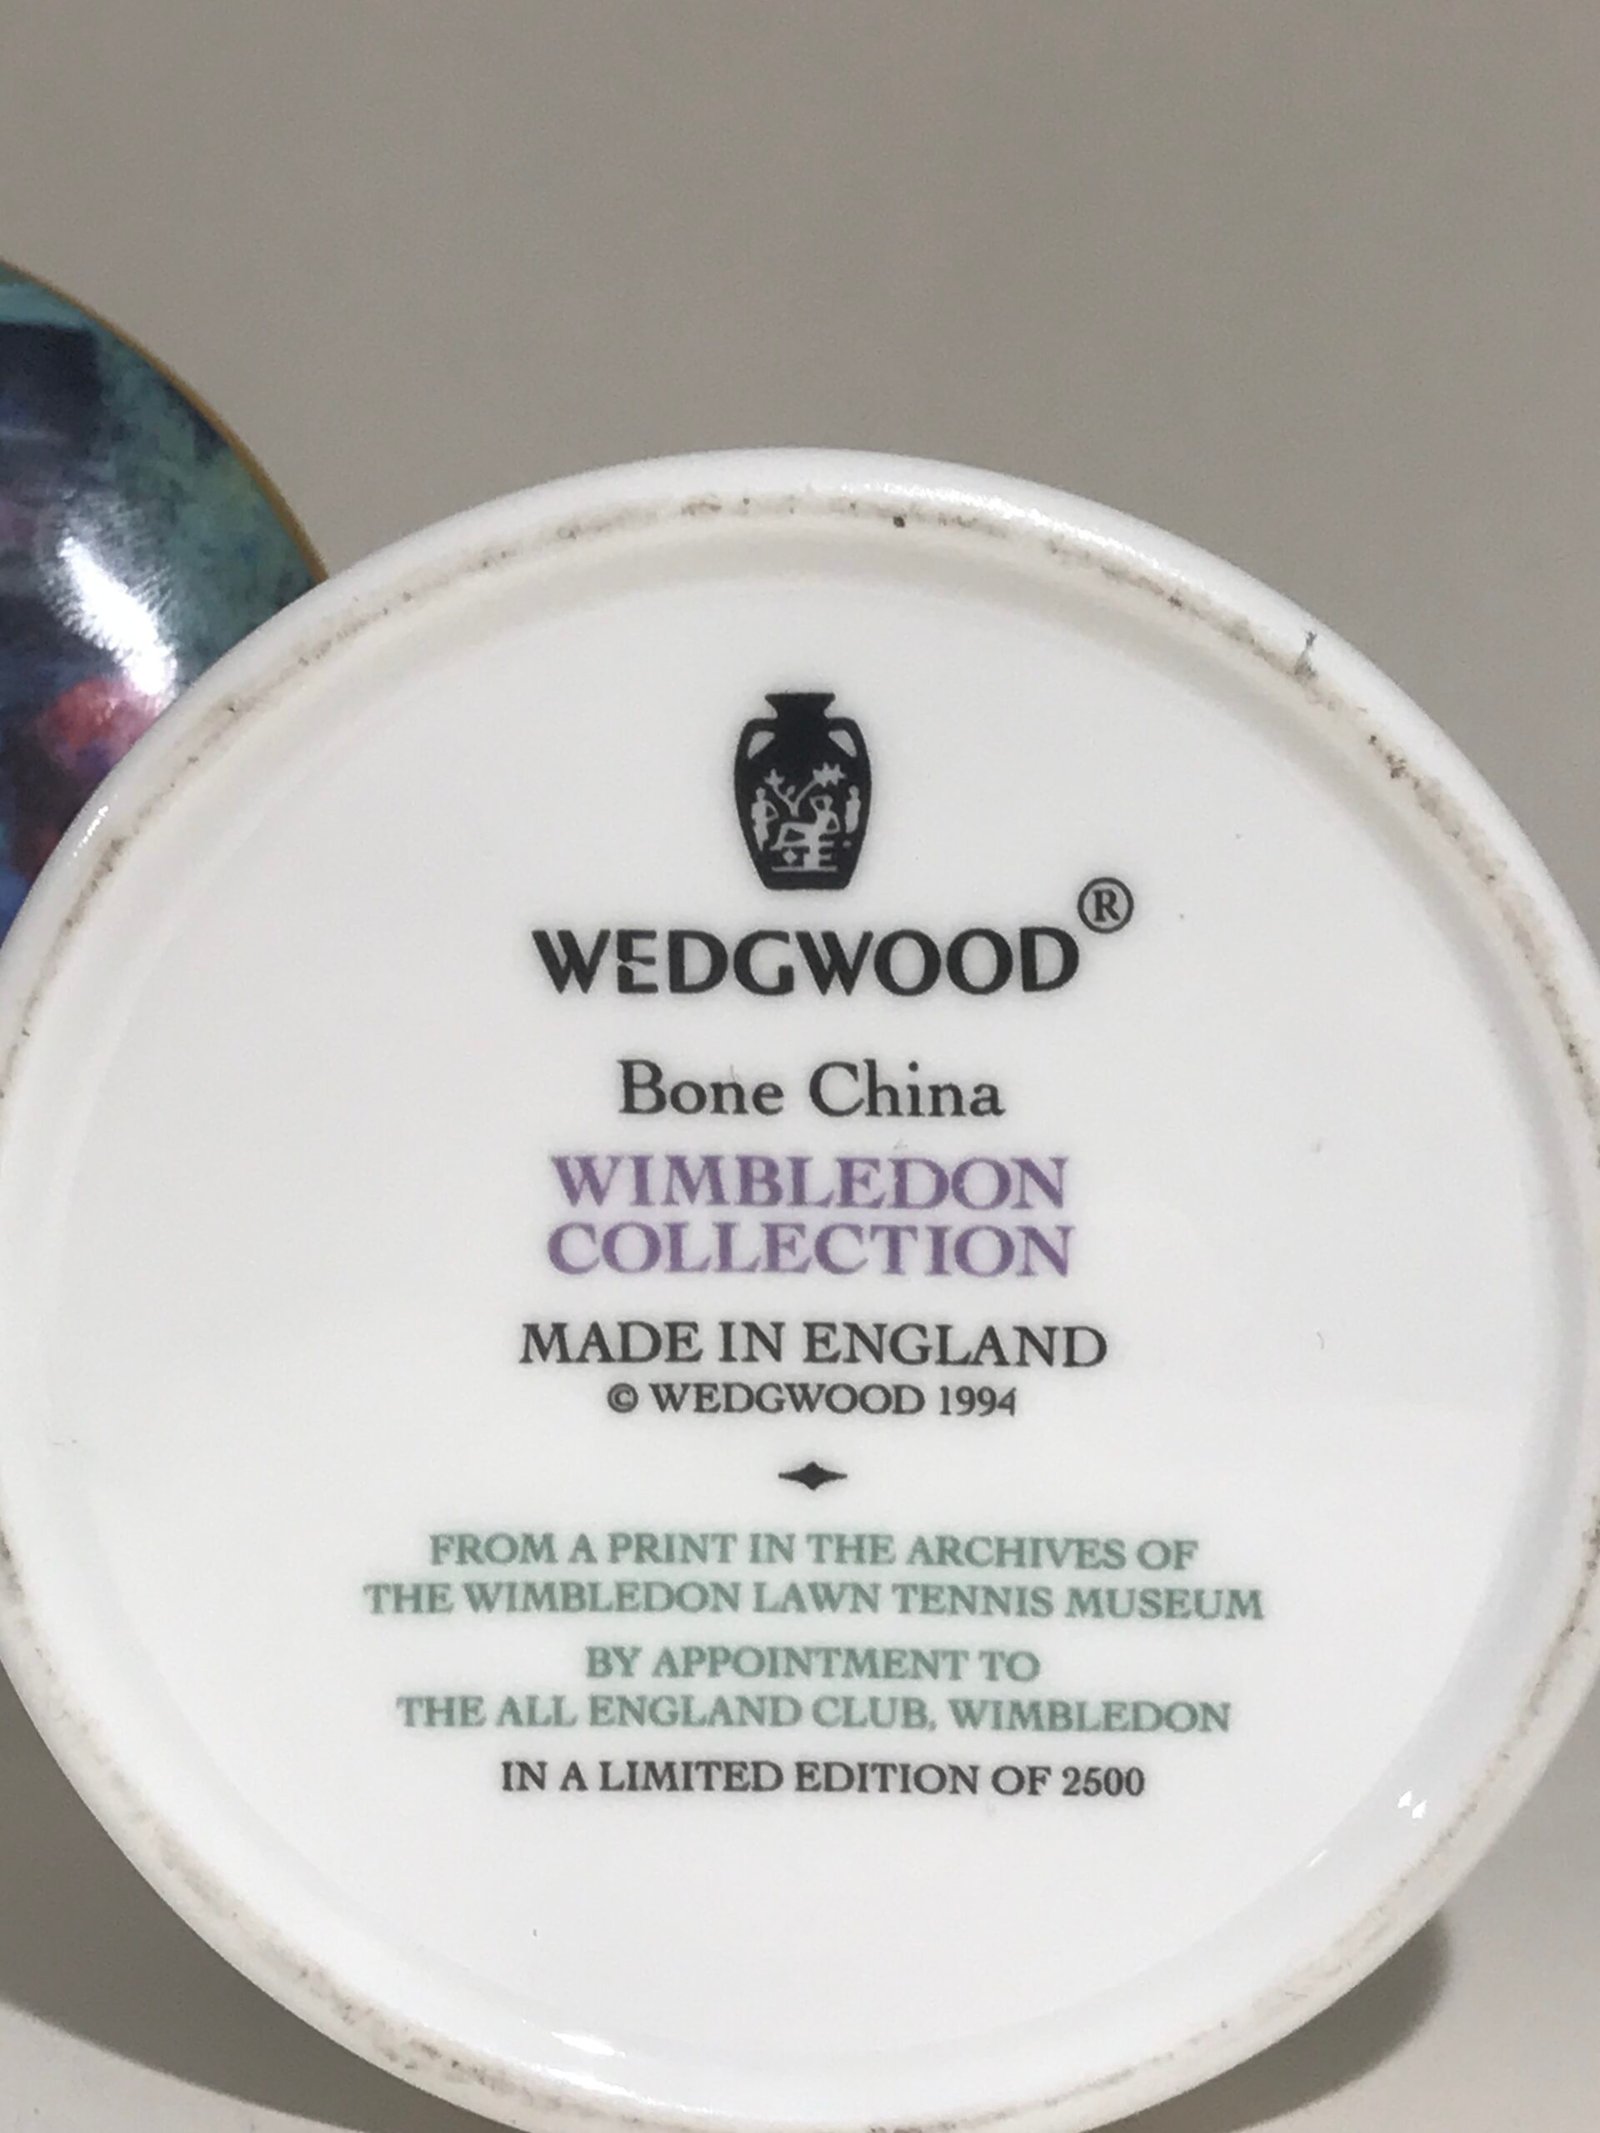 WEDGWOOD®
Bone China
WIMBLEDON
COLLECTION
MADE IN ENGLAND
© WEDGWOOD 1994
FROM A PRINT IN THE ARCHIVES OF
THE WIMBLEDON LAWN TENNIS MUSEUM
BY APPOINTMENT TO
THE ALL ENGLAND CLUB, WIMBLEDON
IN A LIMITED EDITION OF 2500